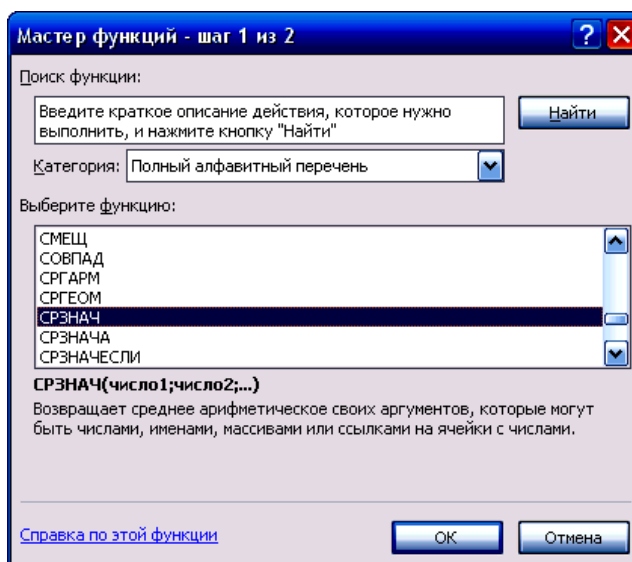 Мастер функций - шаг 1 из 2
Поиск функции:
Введите краткое описание действия, которое нужно
выполнить, и нажмите кнопку "Найти"
Найти
Категория: Полный алфавитный перечень
Выберите функцию:
СМЕЩ
СОВПАД
СРГАРМ
СРГЕОМ
СРЗНАЧ
СРЗНАЧА
СРЗНАЧЕСЛИ
СРЗНАЧ(число1;число2;...)
Возвращает среднее арифметическое своих аргументов, которые могут
быть числами, именами, массивами или ссылками на ячейки с числами.
Справка по этой функции
ОК
Отмена